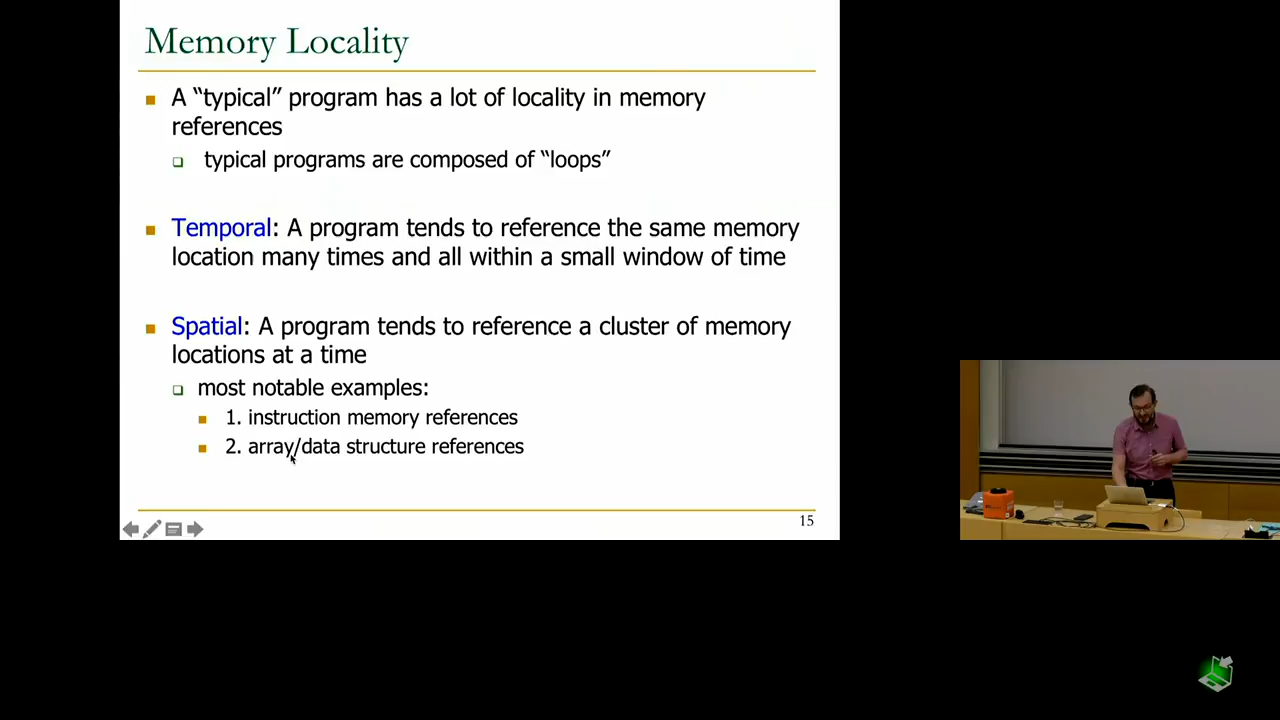 Memory Locality
A “typical” program has a lot of locality in memory
references
typical programs are composed of “loops”
Temporal: A program tends to reference the same memory
location many times and all within a small window of time
Spatial: A program tends to reference a cluster of memory
locations at a time
most notable examples:
1. instruction memory references
2. array/data structure references
15